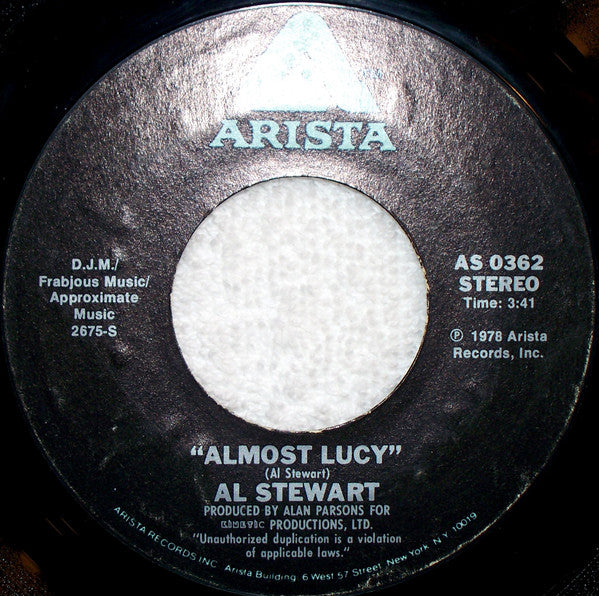 ARISTA
D.J.M./
Frabjous Music/
Approximate
Music
2675-S
AS 0362
STEREO
Time: 3:41
℗ 1978 Arista
Records, Inc.
"ALMOST LUCY"
(Al Stewart)
AL STEWART
PRODUCED BY ALAN PARSONS FOR
PRODUCTIONS, LTD.
"Unauthorized duplication is a violation
of applicable laws."
ARISTA RECORDS INC. Arista Building 6 West 57 Street New York, N.Y. 10019